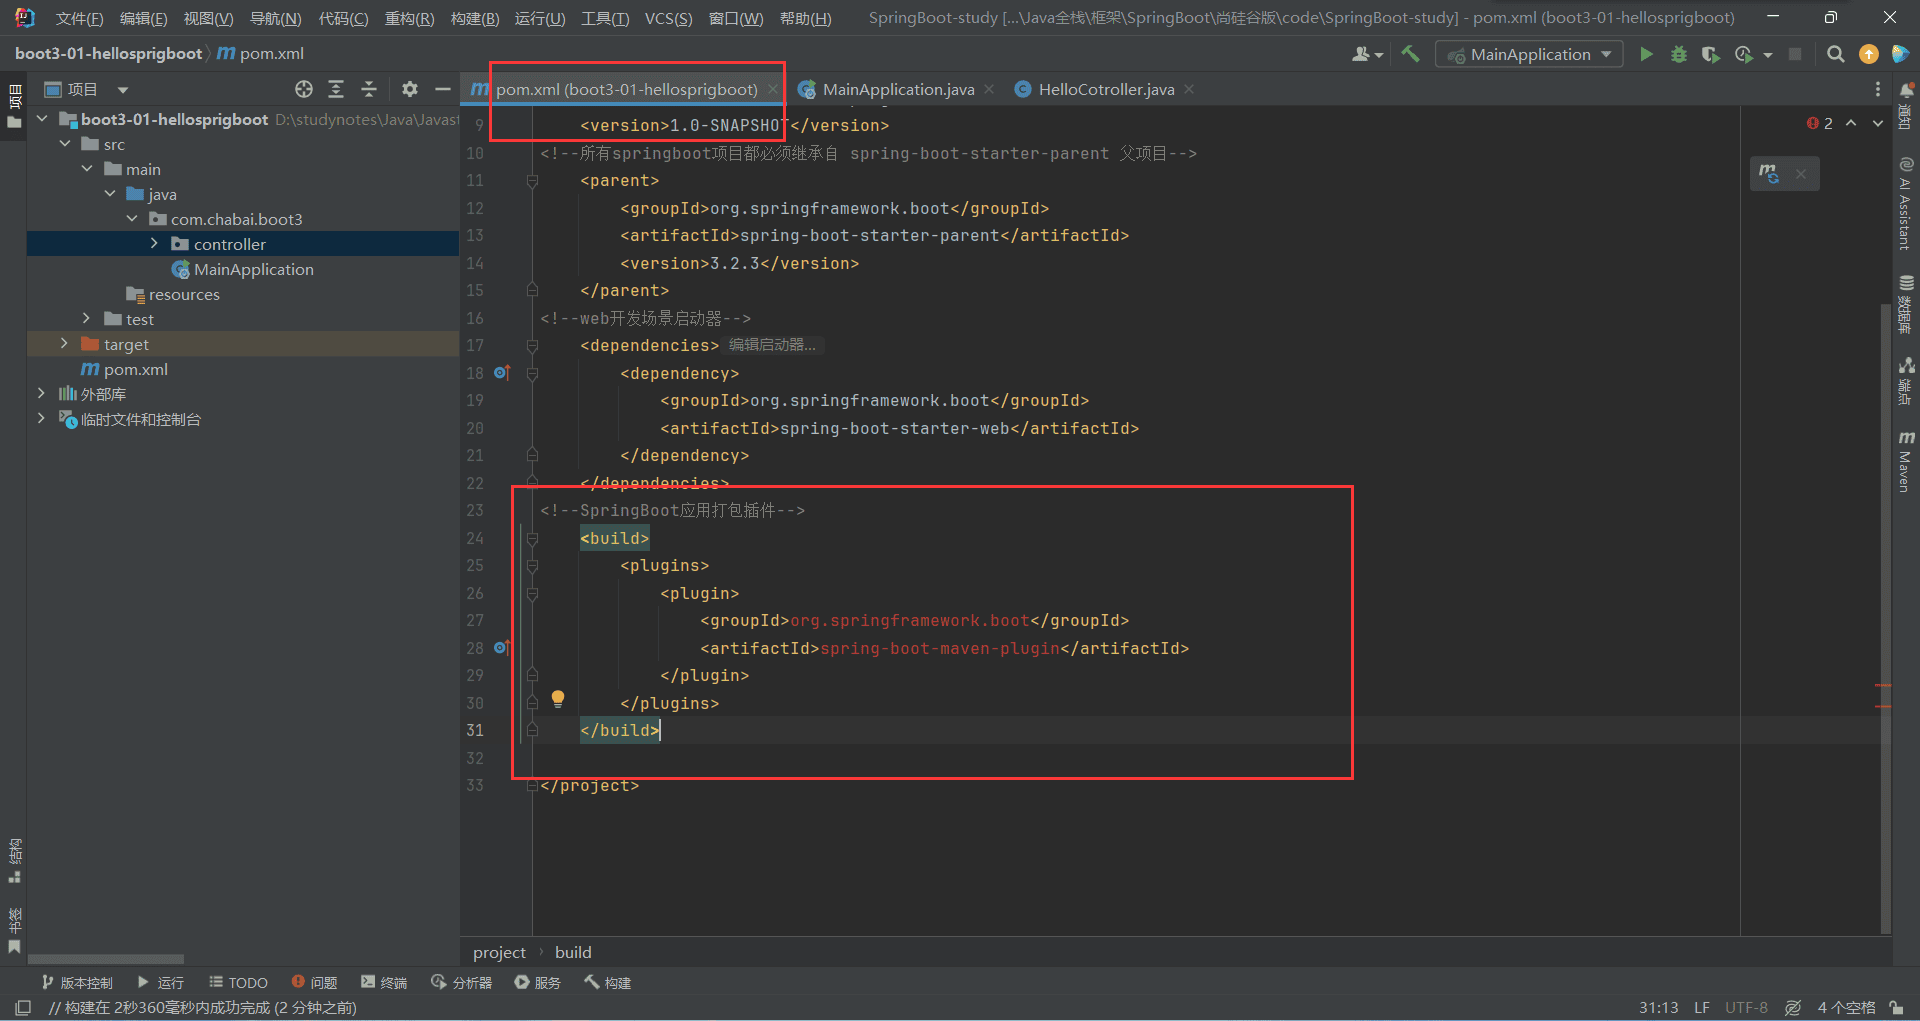 文件(F) 编辑(E) 视图(V) 导航(N) 代码(C) 重构(R) 构建(B) 运行(U) 工具(T) VCS(S) 窗口(W) 帮助(H) SpringBoot-study [...\Java全栈\框架\SpringBoot\尚硅谷版\code\SpringBoot-study] - pom.xml (boot3-01-hellosprigboot)
boot3-01-hellosprigboot pom.xml MainApplication
项目
项目
boot3-01-hellosprigboot D:\studynotes\Java\Javast
src
main
java
com.chabai.boot3
controller
MainApplication
resources
test
target
pom.xml
外部库
临时文件和控制台
结构
书签
pom.xml (boot3-01-hellosprigboot) MainApplication.java HelloCotroller.java
2
9 <version>1.0-SNAPSHOT</version>
10 <!--所有springboot项目都必须继承自 spring-boot-starter-parent 父项目-->
11 <parent>
12 <groupId>org.springframework.boot</groupId>
13 <artifactId>spring-boot-starter-parent</artifactId>
14 <version>3.2.3</version>
15 </parent>
16 <!--web开发场景启动器-->
17 <dependencies> 编辑启动器...
18 <dependency>
19 <groupId>org.springframework.boot</groupId>
20 <artifactId>spring-boot-starter-web</artifactId>
21 </dependency>
22 </dependencies>
23 <!--SpringBoot应用打包插件-->
24 <build>
25 <plugins>
26 <plugin>
27 <groupId>org.springframework.boot</groupId>
28 <artifactId>spring-boot-maven-plugin</artifactId>
29 </plugin>
30 </plugins>
31 </build>
32
33 </project>
project build
通知
AI Assistant
数据库
端点
Maven
版本控制 运行 TODO 问题 终端 分析器 服务 构建
// 构建在 2秒360毫秒内成功完成 (2 分钟之前) 31:13 LF UTF-8 4 个空格